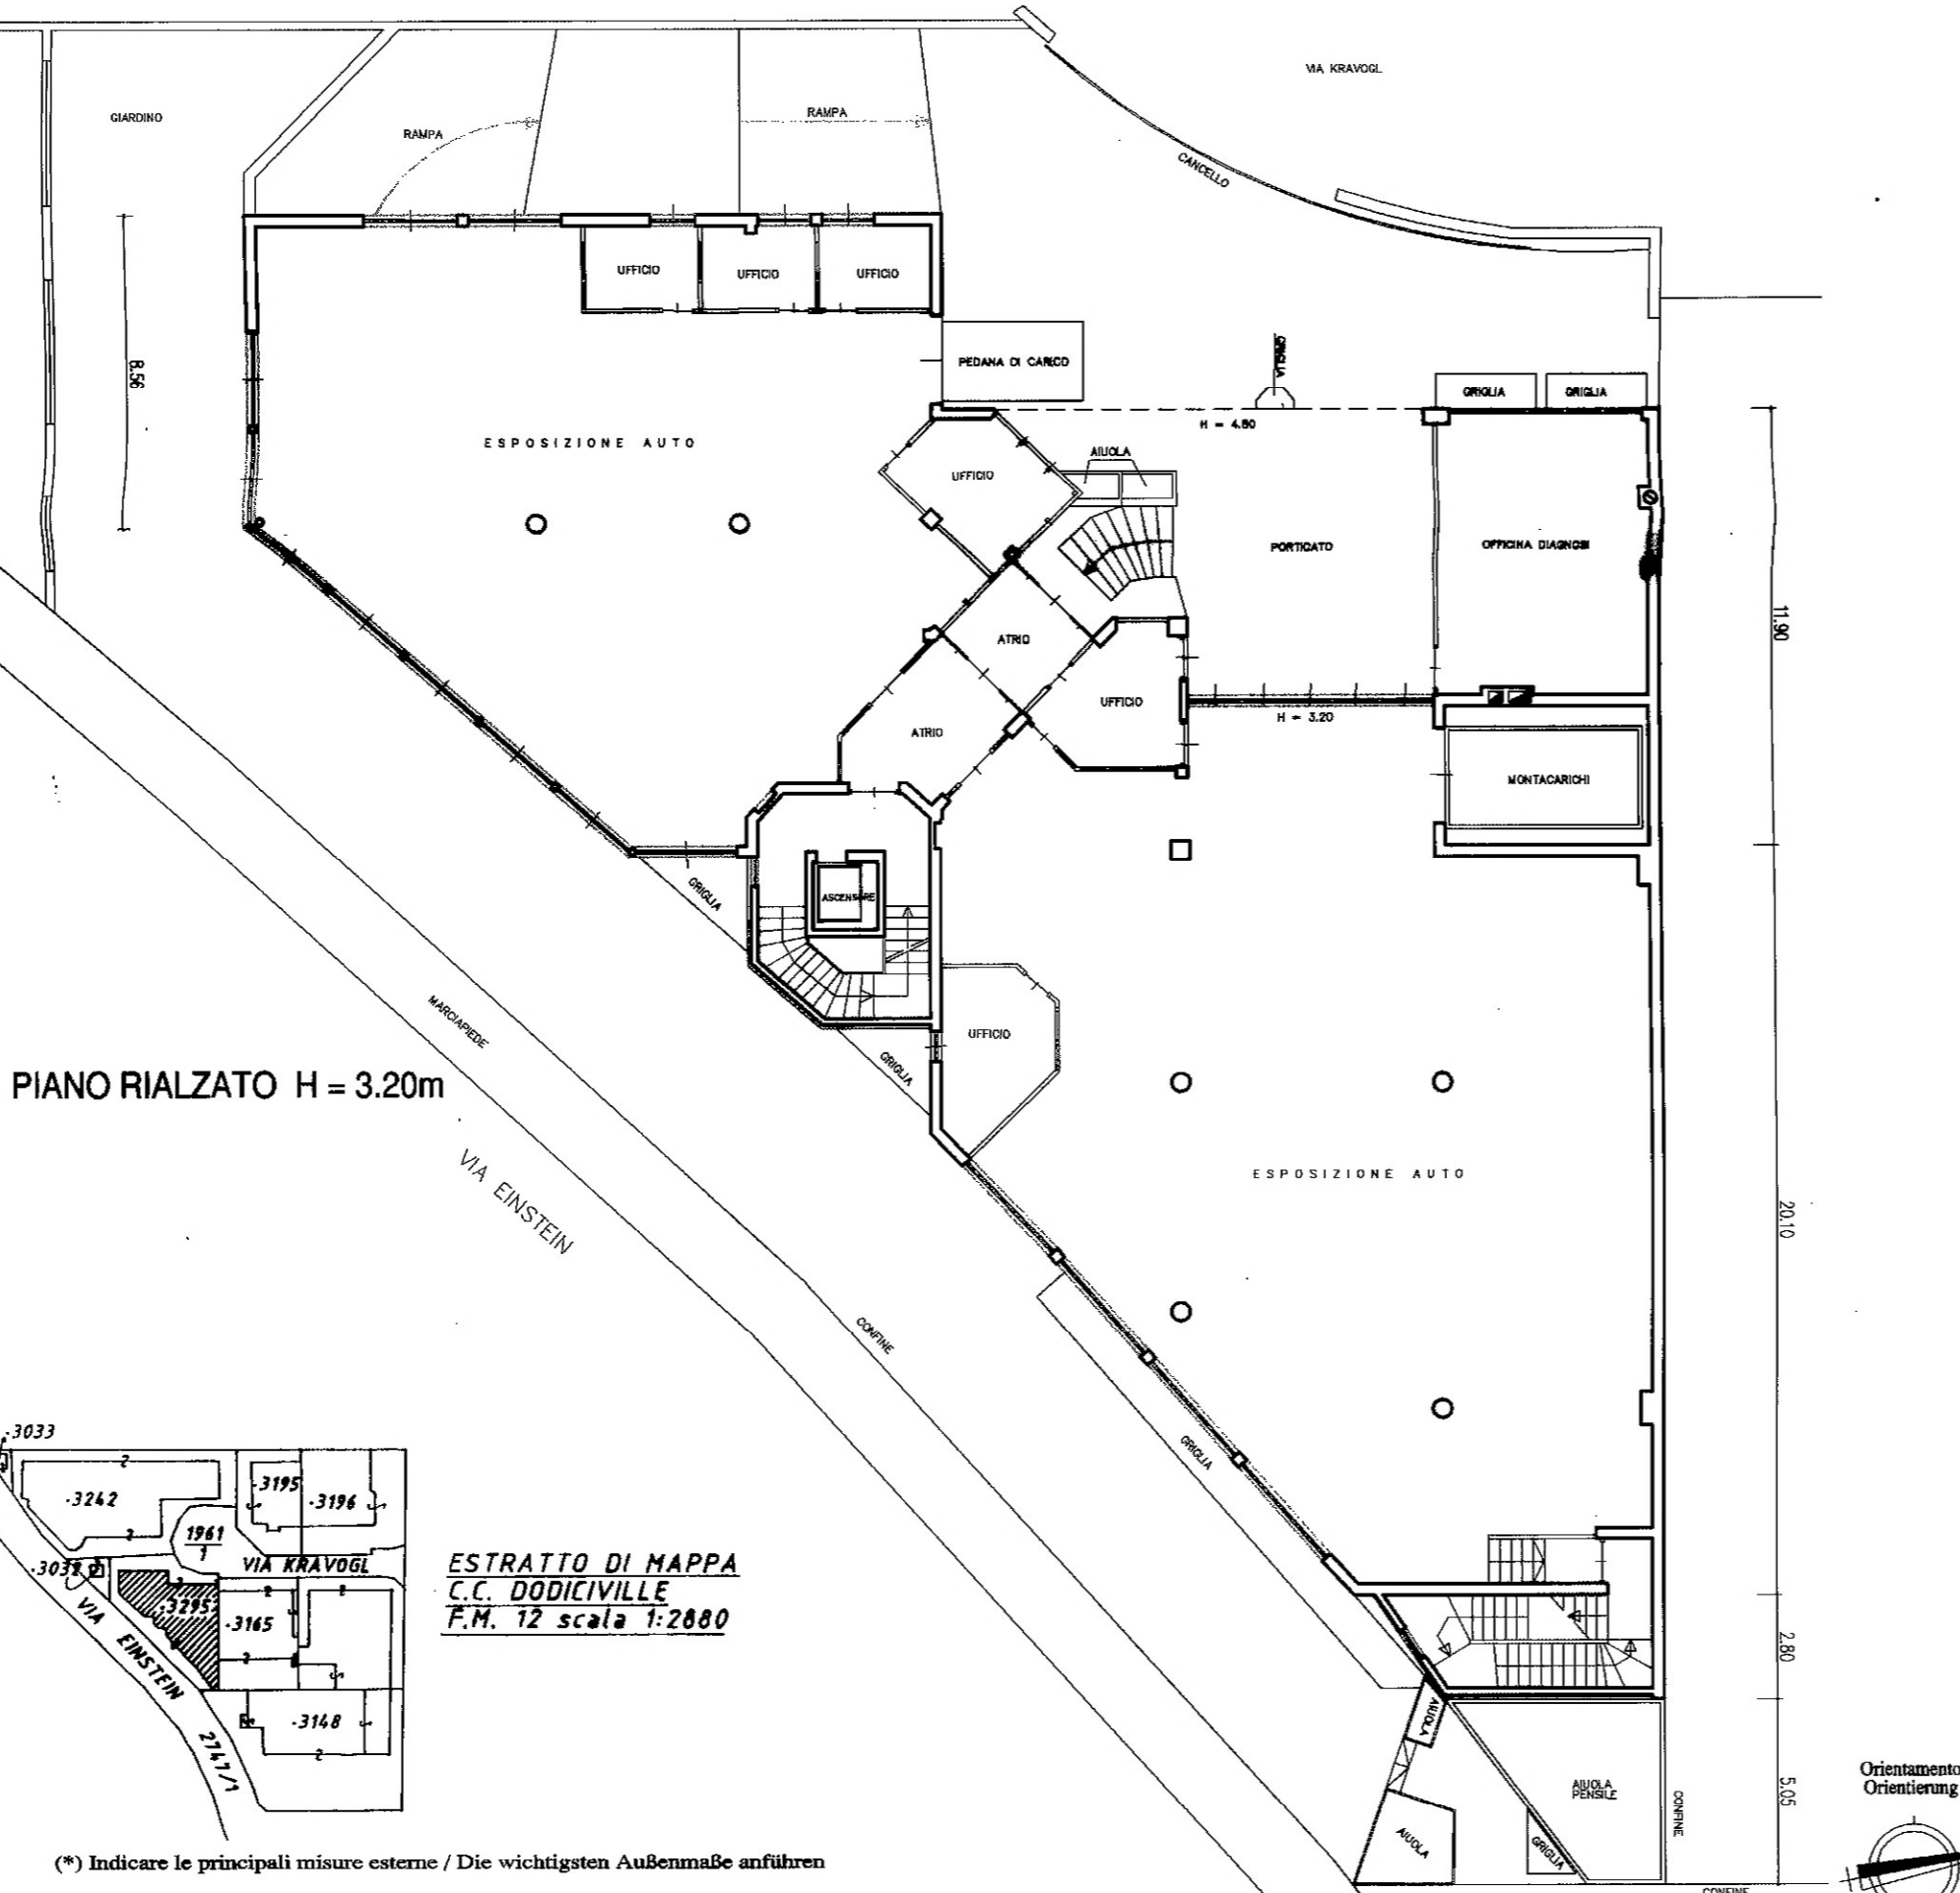 VIA KRAVOGL
GIARDINO
RAMPA
RAMPA
CANCELLO
UFFICIO
UFFICIO
UFFICIO
8.56
PEDANA DI CARICO
GRIGLIA
GRIGLIA
GRIGLIA
H = 4.80
ESPOSIZIONE AUTO
AIUOLA
UFFICIO
PORTICATO
OFFICINA DIAGNOSI
11.90
ATRIO
UFFICIO
H = 3.20
ATRIO
MONTACARICHI
GRIGLIA
ASCENSORE
MARCIAPIEDE
UFFICIO
GRIGLIA
PIANO RIALZATO H = 3.20m
VIA EINSTEIN
ESPOSIZIONE AUTO
20.10
CONFINE
GRIGLIA
.3033
.3242
.3195
.3196
1961
1
VIA KRAVOGL
.3295
.3165
VIA EINSTEIN
2747/1
.3148
ESTRATTO DI MAPPA
C.C. DODICIVILLE
F.M. 12 scala 1:2880
2.80
AIUOLA
AIUOLA
PENSILE
5.05
CONFINE
AIUOLA
GRIGLIA
CONFINE
Orientamento
Orientierung
(*) Indicare le principali misure esterne / Die wichtigsten Außenmaße anführen